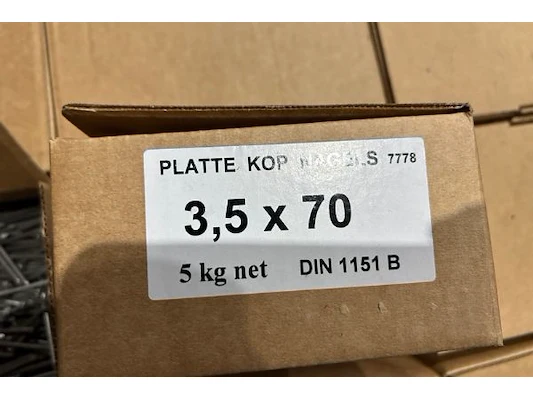 PLATTE KOP NAGELS 7778
3,5 x 70
5 kg net DIN 1151 B